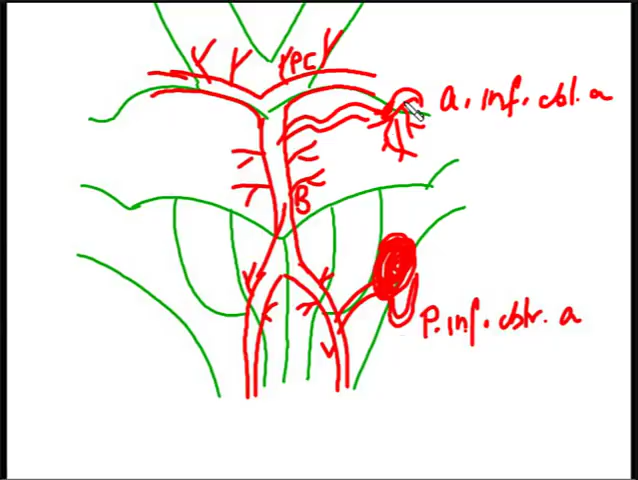 PC
a. inf. cbl. a
B
P. inf. cblr. a
V